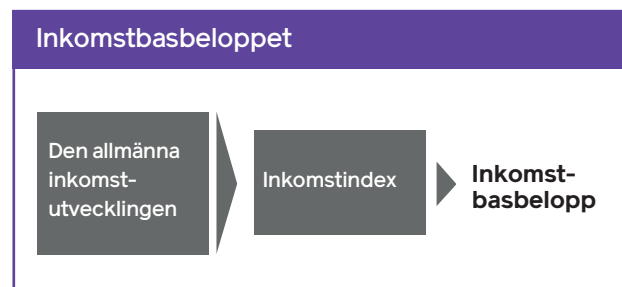 Inkomstbasbeloppet
Den allmänna
inkomst-
utvecklingen
Inkomstindex
Inkomst-
basbelopp